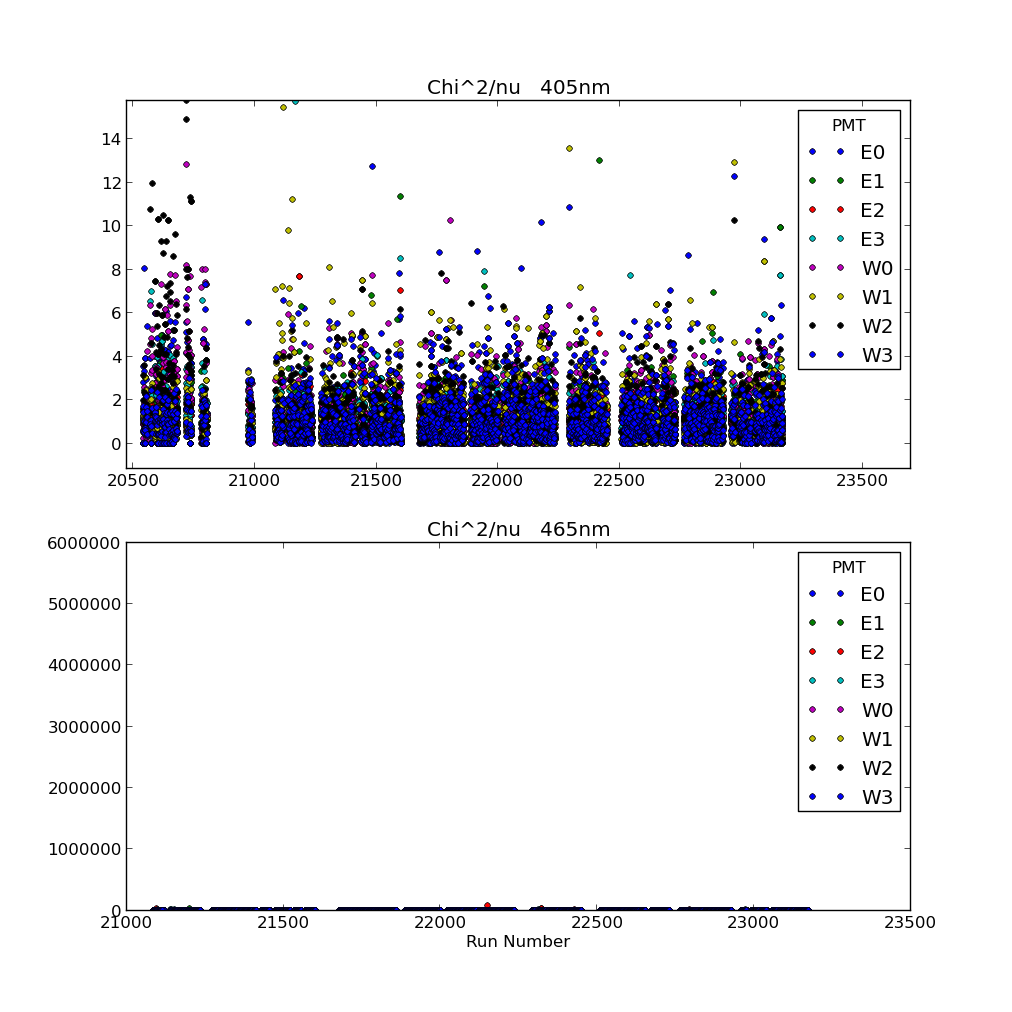 Chi^2/nu 405nm
14
12
10
8
6
4
2
0
20500 21000 21500 22000 22500 23000 23500
PMT
E0
E1
E2
E3
W0
W1
W2
W3
Chi^2/nu 465nm
6000000
5000000
4000000
3000000
2000000
1000000
0
21000 21500 22000 22500 23000 23500
Run Number
PMT
E0
E1
E2
E3
W0
W1
W2
W3